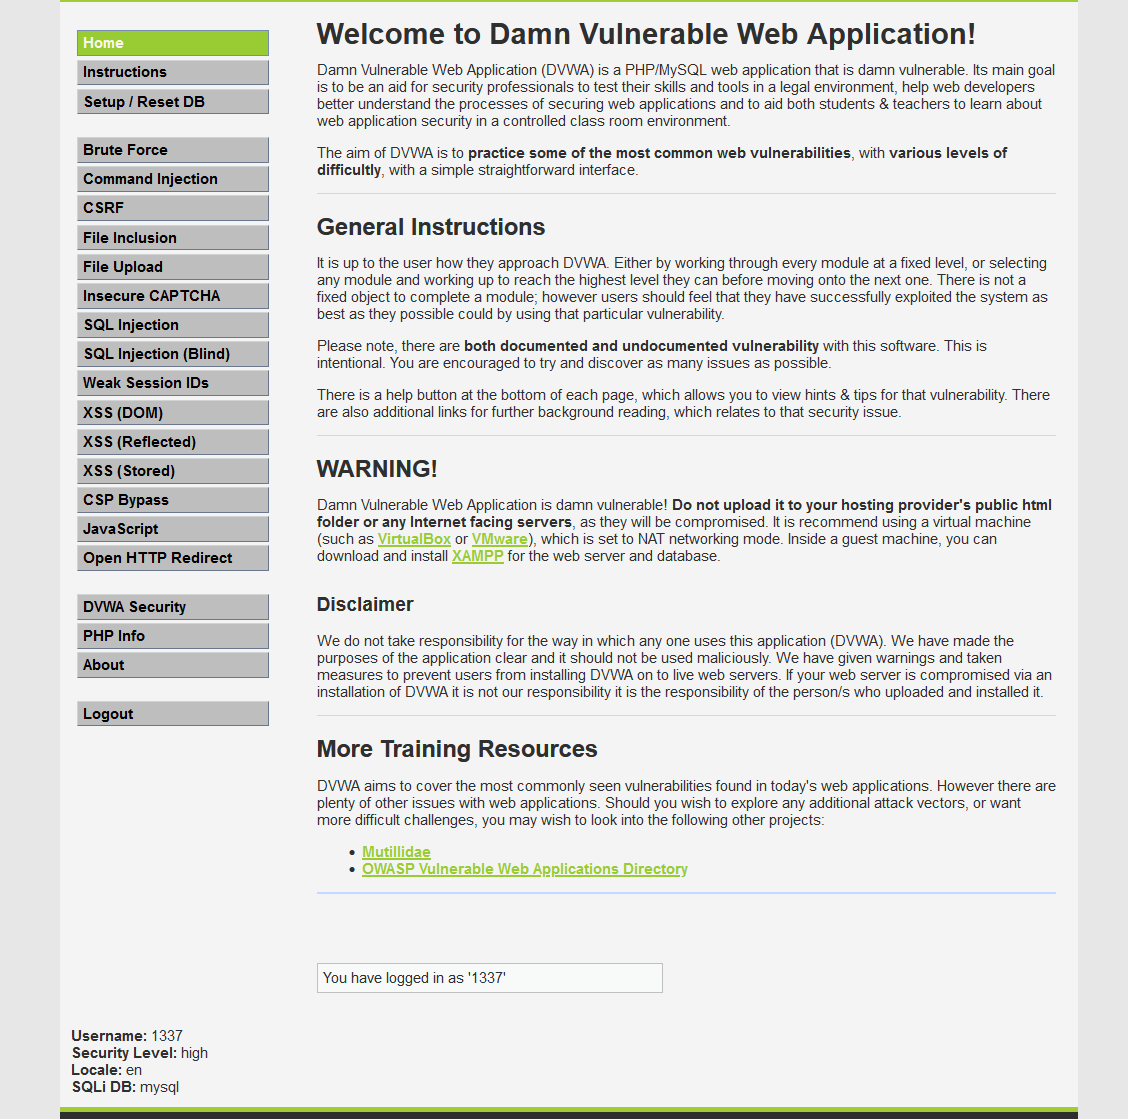 Home
Instructions
Setup / Reset DB
Brute Force
Command Injection
CSRF
File Inclusion
File Upload
Insecure CAPTCHA
SQL Injection
SQL Injection (Blind)
Weak Session IDs
XSS (DOM)
XSS (Reflected)
XSS (Stored)
CSP Bypass
JavaScript
Open HTTP Redirect
DVWA Security
PHP Info
About
Logout
Welcome to Damn Vulnerable Web Application!
Damn Vulnerable Web Application (DVWA) is a PHP/MySQL web application that is damn vulnerable. Its main goal
is to be an aid for security professionals to test their skills and tools in a legal environment, help web developers
better understand the processes of securing web applications and to aid both students & teachers to learn about
web application security in a controlled class room environment.
The aim of DVWA is to practice some of the most common web vulnerabilities, with various levels of
difficultly, with a simple straightforward interface.
General Instructions
It is up to the user how they approach DVWA. Either by working through every module at a fixed level, or selecting
any module and working up to reach the highest level they can before moving onto the next one. There is not a
fixed object to complete a module; however users should feel that they have successfully exploited the system as
best as they possible could by using that particular vulnerability.
Please note, there are both documented and undocumented vulnerability with this software. This is
intentional. You are encouraged to try and discover as many issues as possible.
There is a help button at the bottom of each page, which allows you to view hints & tips for that vulnerability. There
are also additional links for further background reading, which relates to that security issue.
WARNING!
Damn Vulnerable Web Application is damn vulnerable! Do not upload it to your hosting provider's public html
folder or any Internet facing servers, as they will be compromised. It is recommend using a virtual machine
(such as VirtualBox or VMware), which is set to NAT networking mode. Inside a guest machine, you can
download and install XAMPP for the web server and database.
Disclaimer
We do not take responsibility for the way in which any one uses this application (DVWA). We have made the
purposes of the application clear and it should not be used maliciously. We have given warnings and taken
measures to prevent users from installing DVWA on to live web servers. If your web server is compromised via an
installation of DVWA it is not our responsibility it is the responsibility of the person/s who uploaded and installed it.
More Training Resources
DVWA aims to cover the most commonly seen vulnerabilities found in today's web applications. However there are
plenty of other issues with web applications. Should you wish to explore any additional attack vectors, or want
more difficult challenges, you may wish to look into the following other projects:
• Mutillidae
• OWASP Vulnerable Web Applications Directory
You have logged in as '1337'
Username: 1337
Security Level: high
Locale: en
SQLi DB: mysql